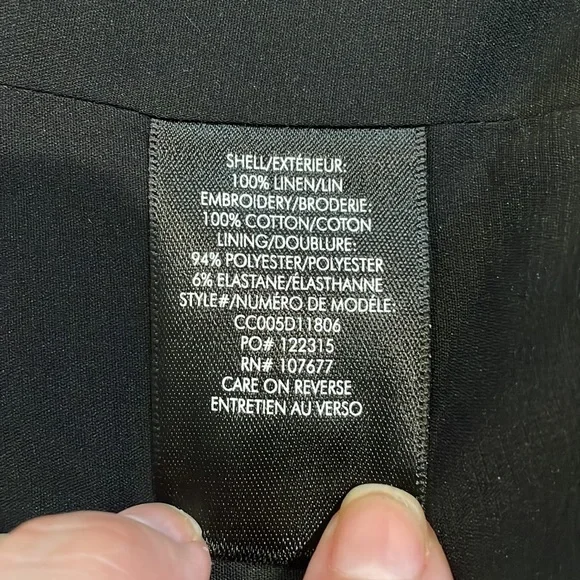 SHELL/EXTÉRIEUR:
100% LINEN/LIN
EMBROIDERY/BRODERIE:
100% COTTON/COTON
LINING/DOUBLURE:
94% POLYESTER/POLYESTER
6% ELASTANE/ÉLASTHANNE
STYLE#/NUMÉRO DE MODÈLE:
CC005D11806
PO# 122315
RN# 107677
CARE ON REVERSE
ENTRETIEN AU VERSO